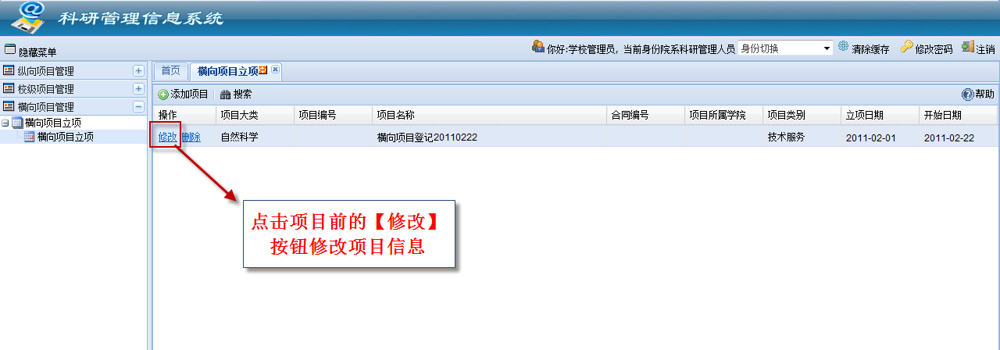 科研管理信息系统
隐藏菜单
你好:学校管理员, 当前身份院系科研管理人员 身份切换 清除缓存 修改密码 注销
纵向项目管理
校级项目管理
横向项目管理
横向项目立项
横向项目立项
首页 横向项目立项
添加项目 搜索 帮助
操作 项目大类 项目编号 项目名称 合同编号 项目所属学院 项目类别 立项日期 开始日期
修改 删除 自然科学 横向项目登记20110222 技术服务 2011-02-01 2011-02-22
点击项目前的【修改】
按钮修改项目信息